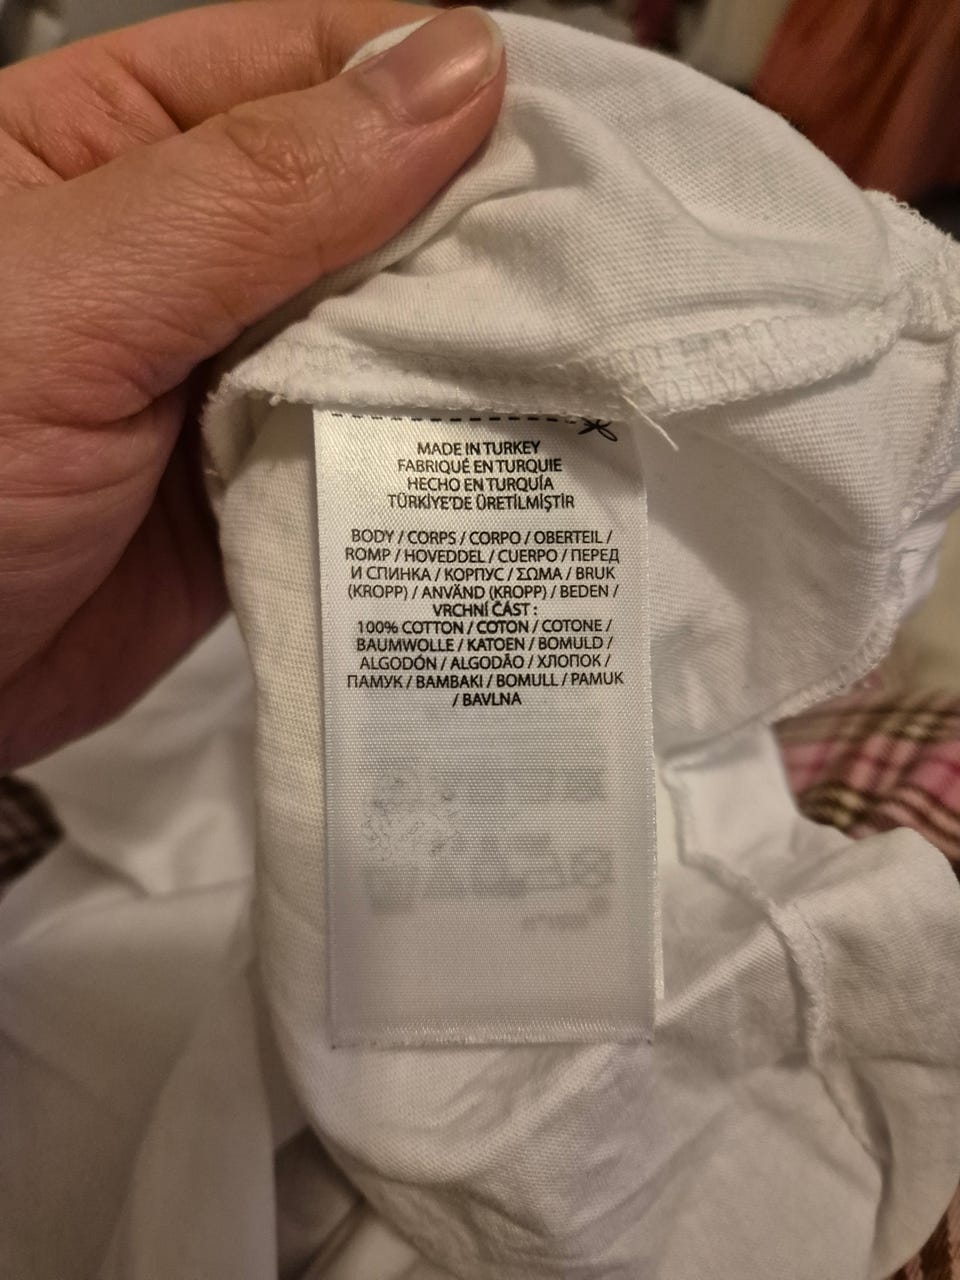 MADE IN TURKEY
FABRIQUÉ EN TURQUIE
HECHO EN TURQUÍA
TÜRKİYE'DE ÜRETİLMİŞTİR
BODY / CORPS / CORPO / OBERTEIL /
ROMP / HOVEDDEL / CUERPO / ПЕРЕД
И СПИНКА / КОРПУС / ΣΩΜΑ / BRUK
(KROPP) / ANVÄND (KROPP) / BEDEN /
VRCHNÍ ČÁST :
100% COTTON / COTON / COTONE /
BAUMWOLLE / KATOEN / BOMULD /
ALGODÓN / ALGODÃO / ХЛОПОК /
ПАМУК / ΒΑΜΒΑΚΙ / BOMULL / PAMUK
/ BAVLNA